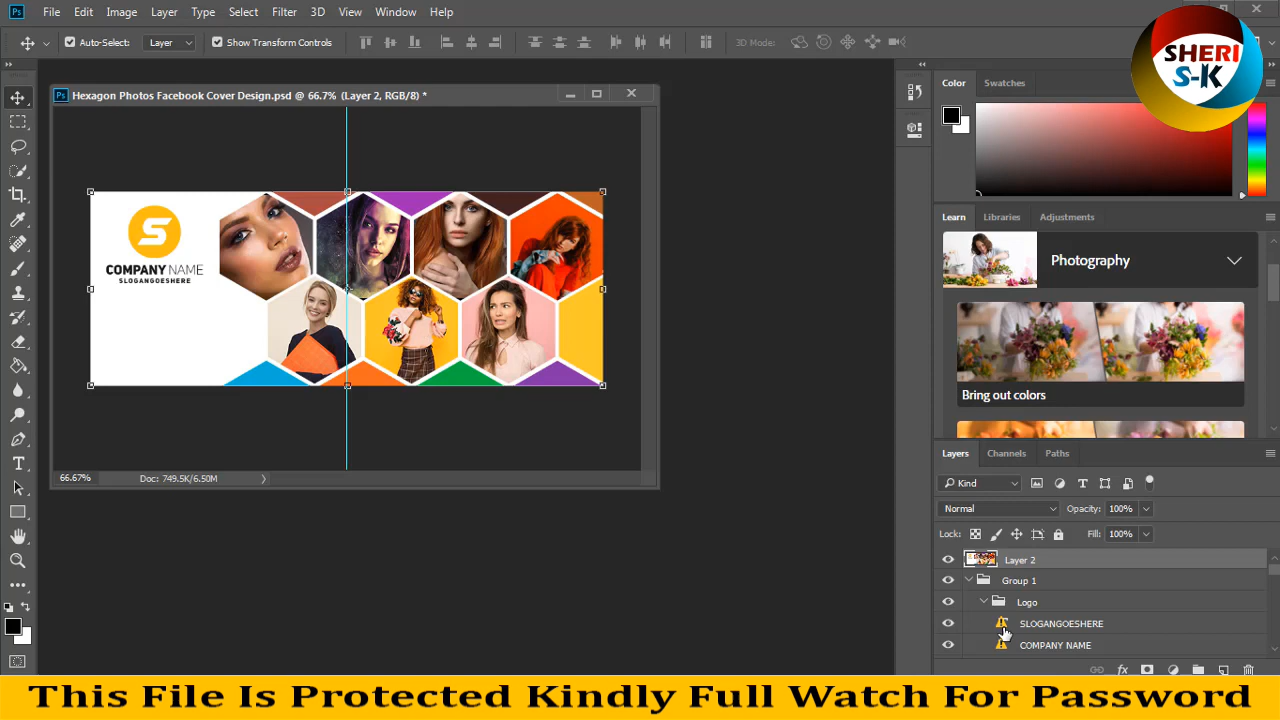 File Edit Image Layer Type Select Filter 3D View Window Help
Auto-Select: Layer Show Transform Controls 3D Mode:
SHERI
S-K
Hexagon Photos Facebook Cover Design.psd @ 66.7% (Layer 2, RGB/8) *
Color Swatches
COMPANY NAME
SLOGANGOESHERE
66.67% Doc: 749.5K/6.50M
Learn Libraries Adjustments
Photography
Bring out colors
Layers Channels Paths
Kind
Normal Opacity: 100%
Lock: Fill: 100%
Layer 2
Group 1
Logo
SLOGANGOESHERE
COMPANY NAME
This File Is Protected Kindly Full Watch For Password